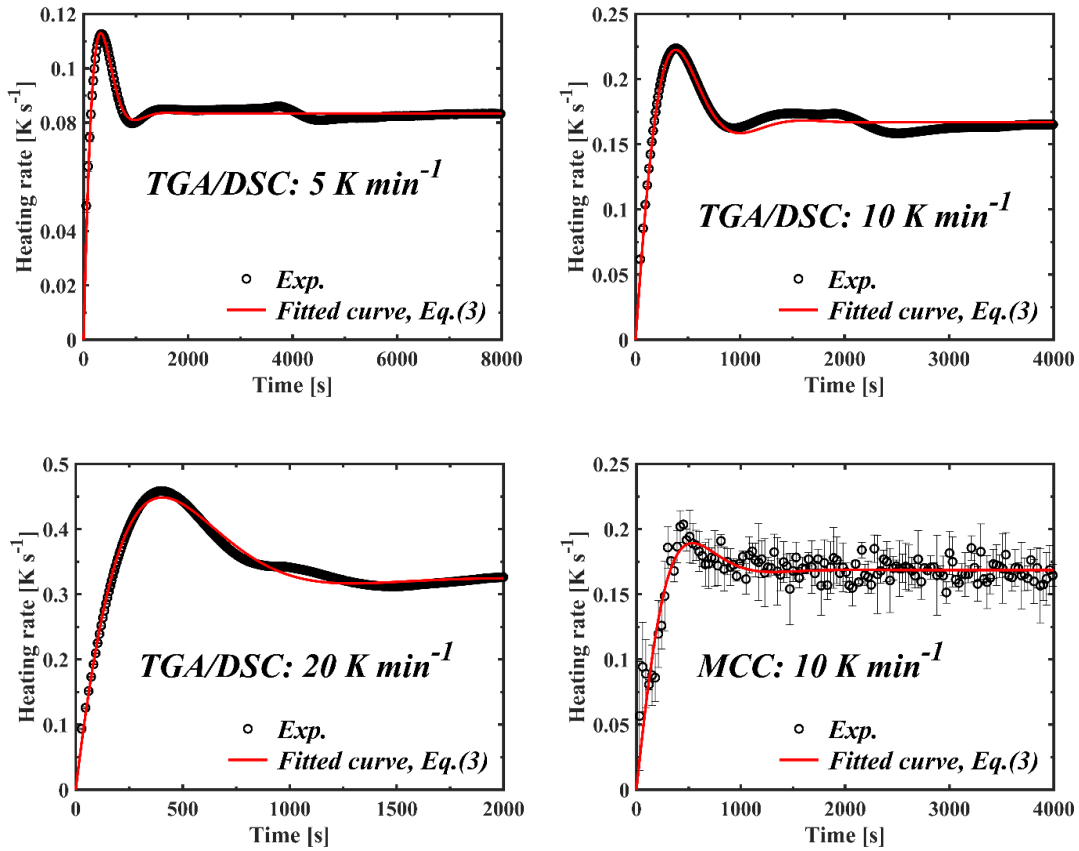 0.12
0.1
0.08
0.06
0.04
0.02
0
Heating rate [K s⁻¹]
TGA/DSC: 5 K min⁻¹
Exp.
Fitted curve, Eq.(3)
0 2000 4000 6000 8000
Time [s]
0.25
0.2
0.15
0.1
0.05
0
Heating rate [K s⁻¹]
TGA/DSC: 10 K min⁻¹
Exp.
Fitted curve, Eq.(3)
0 1000 2000 3000 4000
Time [s]
0.5
0.4
0.3
0.2
0.1
0
Heating rate [K s⁻¹]
TGA/DSC: 20 K min⁻¹
Exp.
Fitted curve, Eq.(3)
0 500 1000 1500 2000
Time [s]
0.25
0.2
0.15
0.1
0.05
0
Heating rate [K s⁻¹]
MCC: 10 K min⁻¹
Exp.
Fitted curve, Eq.(3)
0 1000 2000 3000 4000
Time [s]